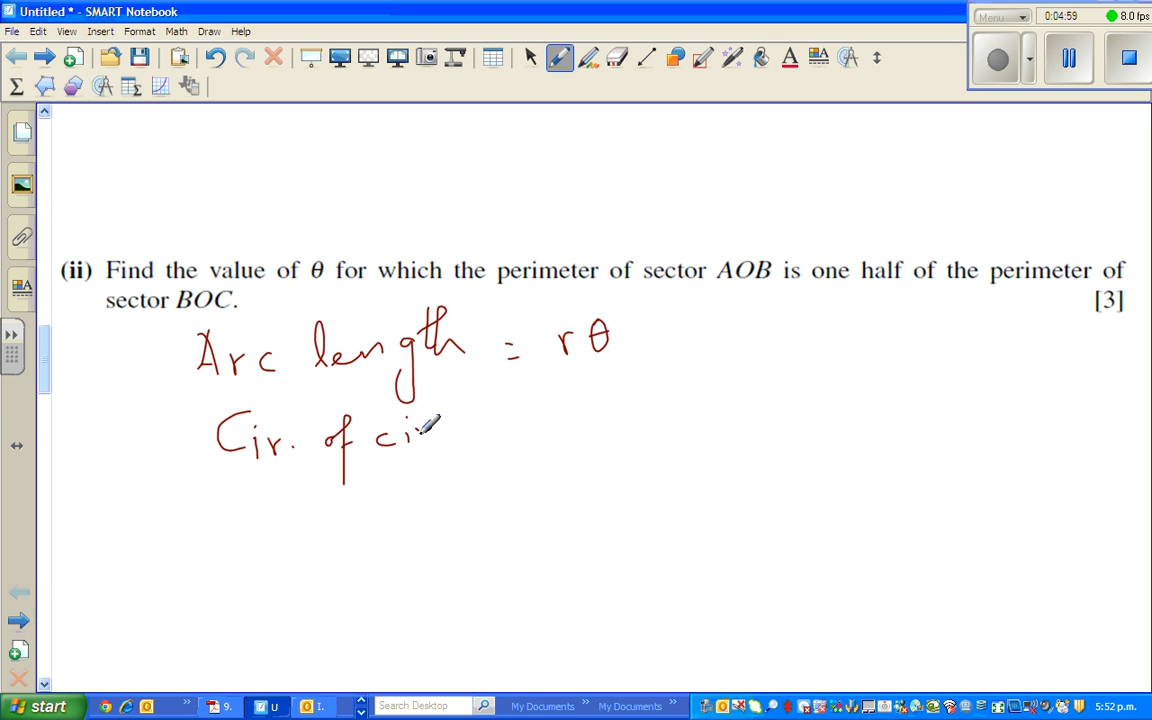 Untitled * - SMART Notebook
Menu
0:04:59
8.0 fps
File Edit View Insert Format Math Draw Help
(ii) Find the value of θ for which the perimeter of sector AOB is one half of the perimeter of
sector BOC. [3]
Arc length = rθ
Cir. of ci
start
9.
U
I.
Search Desktop
My Documents
My Documents
5:52 p.m.